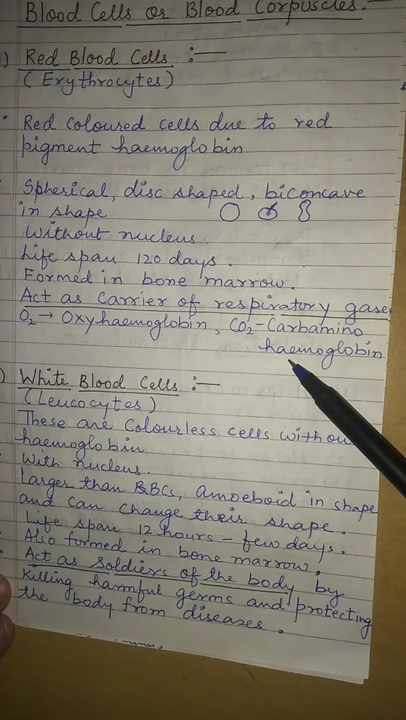 Blood Cells or Blood Corpuscles.—
) Red Blood Cells :—
(Erythrocytes)
• Red coloured cells due to red
pigment haemoglobin
Spherical, disc shaped, biconcave
in shape
Without nucleus.
Life span 120 days.
Formed in bone marrow.
Act as carrier of respiratory gase
O₂→ Oxyhaemoglobin, CO₂-Carbamino
haemoglobin
) White Blood Cells :—
(Leucocytes)
These are colourless cells withou
haemoglobin
With nucleus.
Larger than RBCs, amoeboid in shape
and can change their shape.
Life span 12 hours – few days.
Also formed in bone marrow.
Act as soldiers of the body by
killing harmful germs and protecting
the body from diseases.